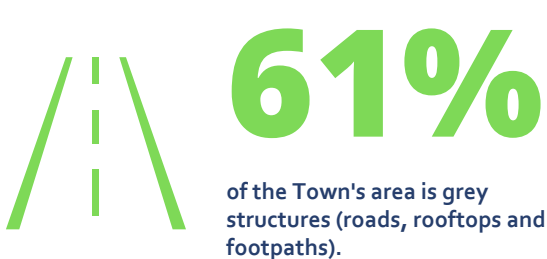 61%
of the Town's area is grey
structures (roads, rooftops and
footpaths).